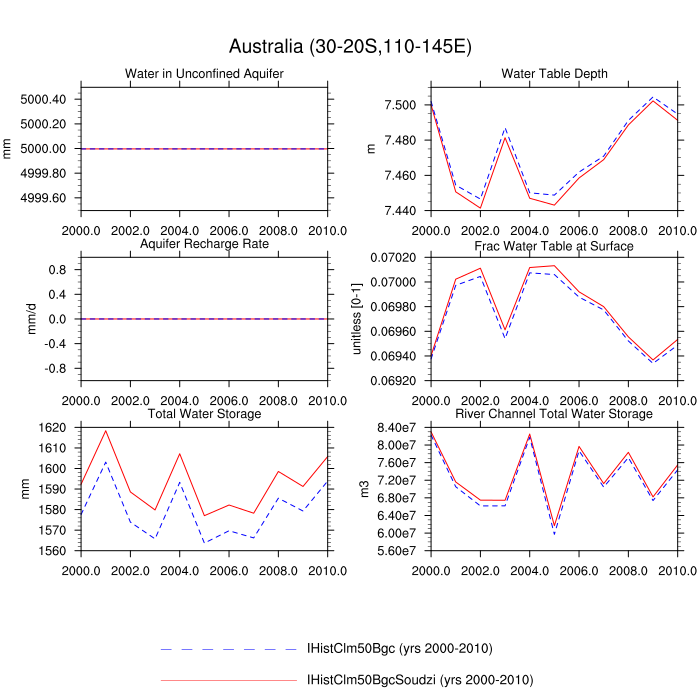 Australia (30-20S,110-145E)
Water in Unconfined Aquifer
mm
5000.40
5000.20
5000.00
4999.80
4999.60
2000.0 2002.0 2004.0 2006.0 2008.0 2010.0
Water Table Depth
m
7.500
7.480
7.460
7.440
2000.0 2002.0 2004.0 2006.0 2008.0 2010.0
Aquifer Recharge Rate
mm/d
0.8
0.4
0.0
-0.4
-0.8
2000.0 2002.0 2004.0 2006.0 2008.0 2010.0
Frac Water Table at Surface
unitless [0-1]
0.07020
0.07000
0.06980
0.06960
0.06940
0.06920
2000.0 2002.0 2004.0 2006.0 2008.0 2010.0
Total Water Storage
mm
1620
1610
1600
1590
1580
1570
1560
2000.0 2002.0 2004.0 2006.0 2008.0 2010.0
River Channel Total Water Storage
m3
8.40e7
8.00e7
7.60e7
7.20e7
6.80e7
6.40e7
6.00e7
5.60e7
2000.0 2002.0 2004.0 2006.0 2008.0 2010.0
IHistClm50Bgc (yrs 2000-2010)
IHistClm50BgcSoudzi (yrs 2000-2010)